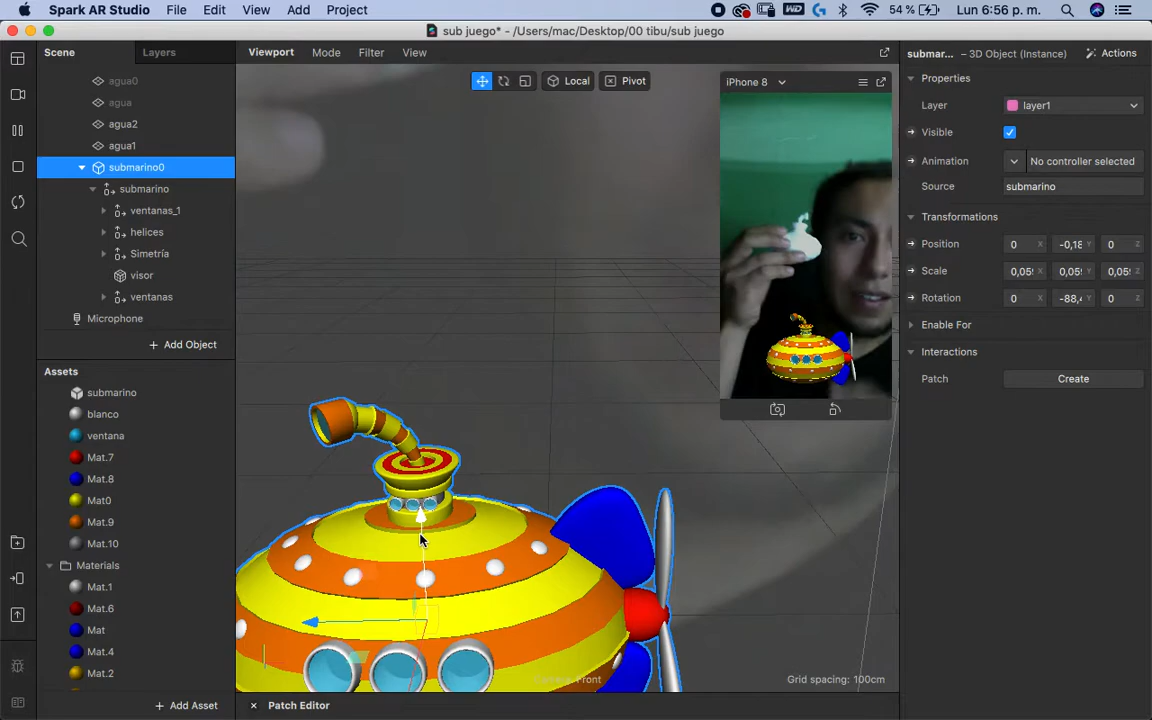 Spark AR Studio File Edit View Add Project
WD 54 % Lun 6:56 p. m.
sub juego* - /Users/mac/Desktop/00 tibu/sub juego
Scene Layers
agua0
agua
agua2
agua1
submarino0
submarino
ventanas_1
helices
Simetría
visor
ventanas
Microphone
+ Add Object
Assets
submarino
blanco
ventana
Mat.7
Mat.8
Mat0
Mat.9
Mat.10
Materials
Mat.1
Mat.6
Mat
Mat.4
Mat.2
+ Add Asset
Viewport Mode Filter View
Local Pivot
iPhone 8
Grid spacing: 100cm
Patch Editor
submar... – 3D Object (Instance) Actions
Properties
Layer layer1
Visible
Animation No controller selected
Source submarino
Transformations
Position 0 X -0,18 Y 0 Z
Scale 0,05 X 0,05 Y 0,05 Z
Rotation 0 X -88,4 Y 0 Z
Enable For
Interactions
Patch Create